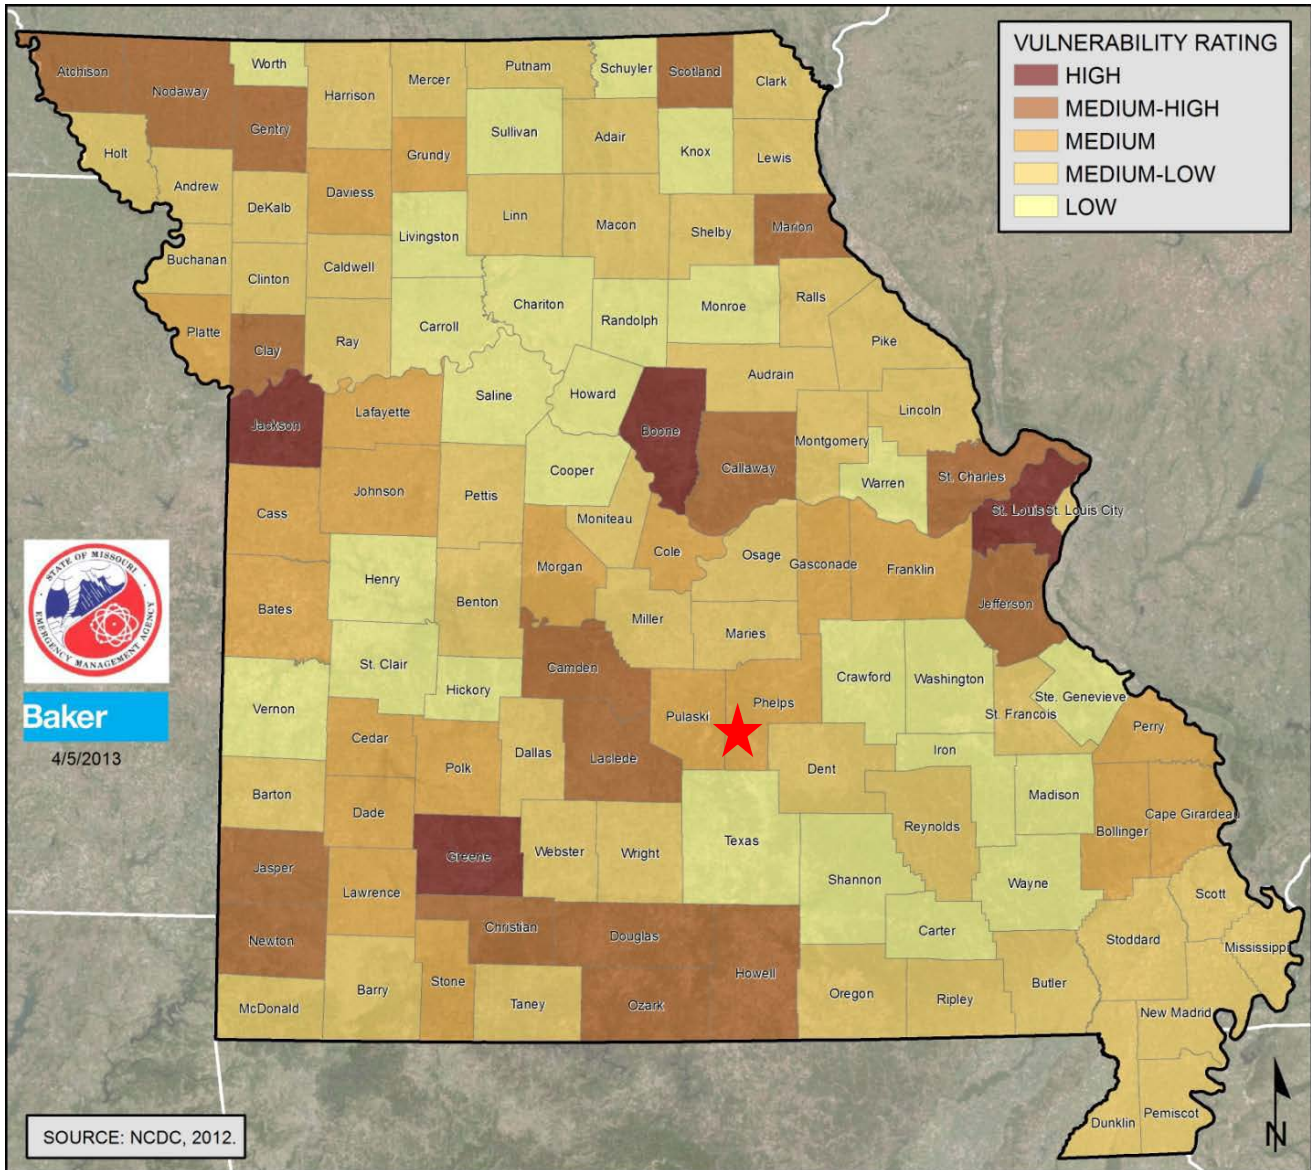 VULNERABILITY RATING
HIGH
MEDIUM-HIGH
MEDIUM
MEDIUM-LOW
LOW
Atchison
Nodaway
Worth
Harrison
Mercer
Putnam
Schuyler
Scotland
Clark
Holt
Gentry
Sullivan
Adair
Knox
Lewis
Andrew
DeKalb
Daviess
Grundy
Linn
Macon
Shelby
Marion
Livingston
Buchanan
Clinton
Caldwell
Chariton
Randolph
Monroe
Ralls
Platte
Clay
Ray
Carroll
Pike
Audrain
Jackson
Lafayette
Saline
Howard
Boone
Callaway
Montgomery
Lincoln
Cooper
Warren
St. Charles
Johnson
Pettis
Cass
Moniteau
St. Louis
St. Louis City
Cole
Osage
Gasconade
Franklin
Morgan
Henry
Bates
Benton
Miller
Maries
Jefferson
St. Clair
Camden
Hickory
Crawford
Washington
Ste. Genevieve
St. Francois
Vernon
Pulaski
Phelps
Perry
Cedar
Polk
Dallas
Laclede
Dent
Iron
Barton
Dade
Madison
Bollinger
Cape Girardeau
Greene
Webster
Wright
Texas
Reynolds
Jasper
Lawrence
Shannon
Wayne
Scott
Newton
Christian
Douglas
Carter
Stoddard
Mississippi
McDonald
Barry
Stone
Taney
Ozark
Howell
Oregon
Ripley
Butler
New Madrid
Dunklin
Pemiscot
STATE OF MISSOURI
EMERGENCY MANAGEMENT AGENCY
Baker
4/5/2013
SOURCE: NCDC, 2012.
N